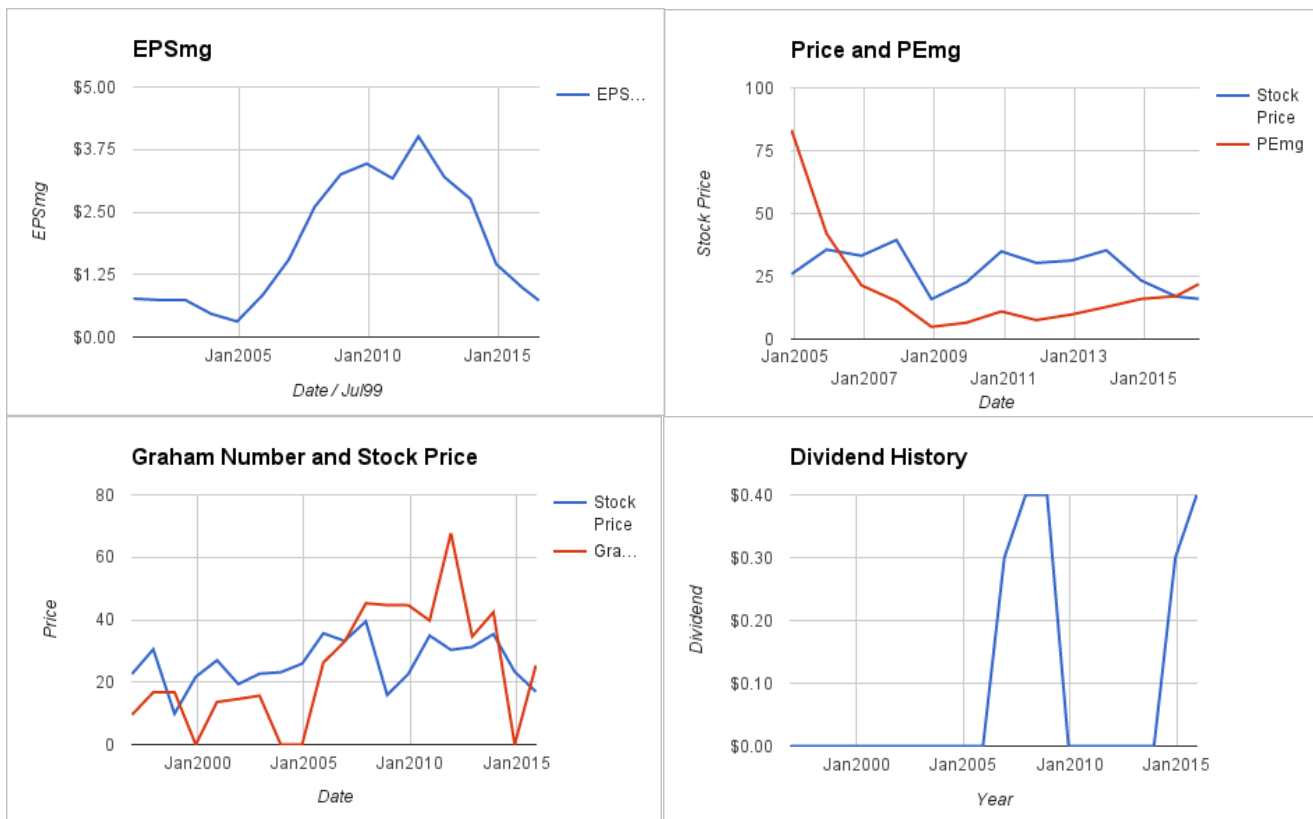 EPSmg
$5.00
$3.75
$2.50
$1.25
$0.00
EPSmg
EPS...
Jan2005 Jan2010 Jan2015
Date / Jul99
Price and PEmg
100
75
50
25
0
Stock Price
Stock
Price
PEmg
Jan2005 Jan2009 Jan2013
Jan2007 Jan2011 Jan2015
Date
Graham Number and Stock Price
80
60
40
20
0
Price
Stock
Price
Gra...
Jan2000 Jan2005 Jan2010 Jan2015
Date
Dividend History
$0.40
$0.30
$0.20
$0.10
$0.00
Dividend
Jan2000 Jan2005 Jan2010 Jan2015
Year